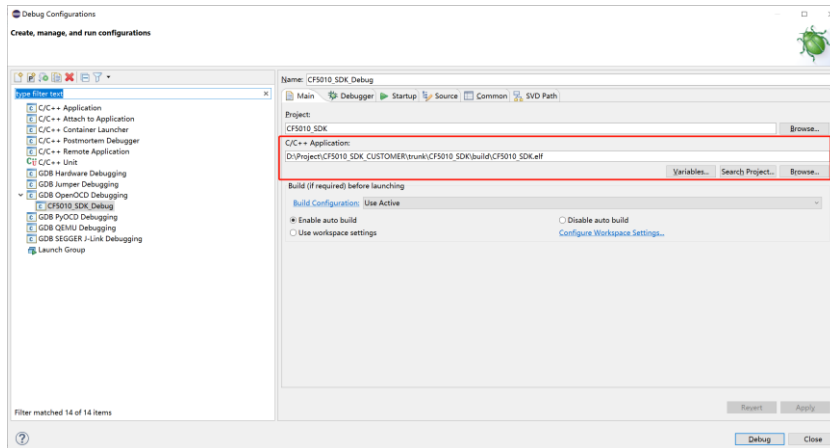 Debug Configurations
Create, manage, and run configurations
type filter text
C/C++ Application
C/C++ Attach to Application
C/C++ Container Launcher
C/C++ Postmortem Debugger
C/C++ Remote Application
C/C++ Unit
GDB Hardware Debugging
GDB Jumper Debugging
GDB OpenOCD Debugging
CF5010_SDK_Debug
GDB PyOCD Debugging
GDB QEMU Debugging
GDB SEGGER J-Link Debugging
Launch Group
Filter matched 14 of 14 items
Name: CF5010_SDK_Debug
Main Debugger Startup Source Common SVD Path
Project:
CF5010_SDK Browse...
C/C++ Application:
D:\Project\CF5010_SDK_CUSTOMER\trunk\CF5010_SDK\build\CF5010_SDK.elf
Variables... Search Project... Browse...
Build (if required) before launching
Build Configuration: Use Active
Enable auto build Disable auto build
Use workspace settings Configure Workspace Settings...
Revert Apply
Debug Close